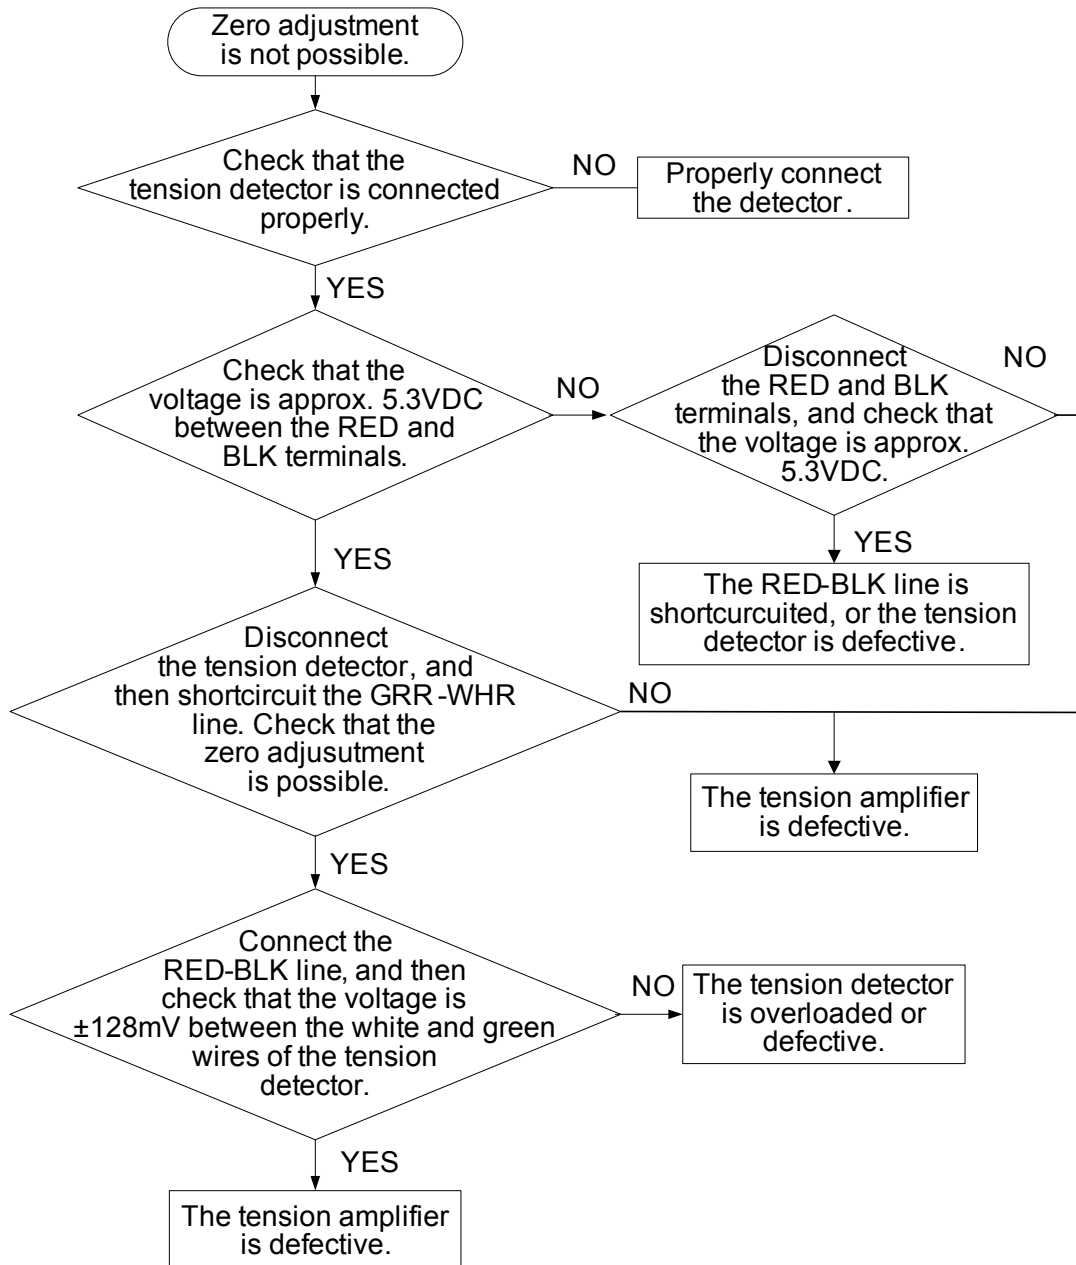 Zero adjustment
is not possible.
Check that the
tension detector is connected
properly.
NO
Properly connect
the detector.
YES
Check that the
voltage is approx. 5.3VDC
between the RED and
BLK terminals.
NO
Disconnect
the RED and BLK
terminals, and check that
the voltage is approx.
5.3VDC.
NO
YES
YES
The RED-BLK line is
shortcurcuited, or the tension
detector is defective.
Disconnect
the tension detector, and
then shortcircuit the GRR-WHR
line. Check that the
zero adjusutment
is possible.
NO
The tension amplifier
is defective.
YES
Connect the
RED-BLK line, and then
check that the voltage is
±128mV between the white and green
wires of the tension
detector.
NO
The tension detector
is overloaded or
defective.
YES
The tension amplifier
is defective.